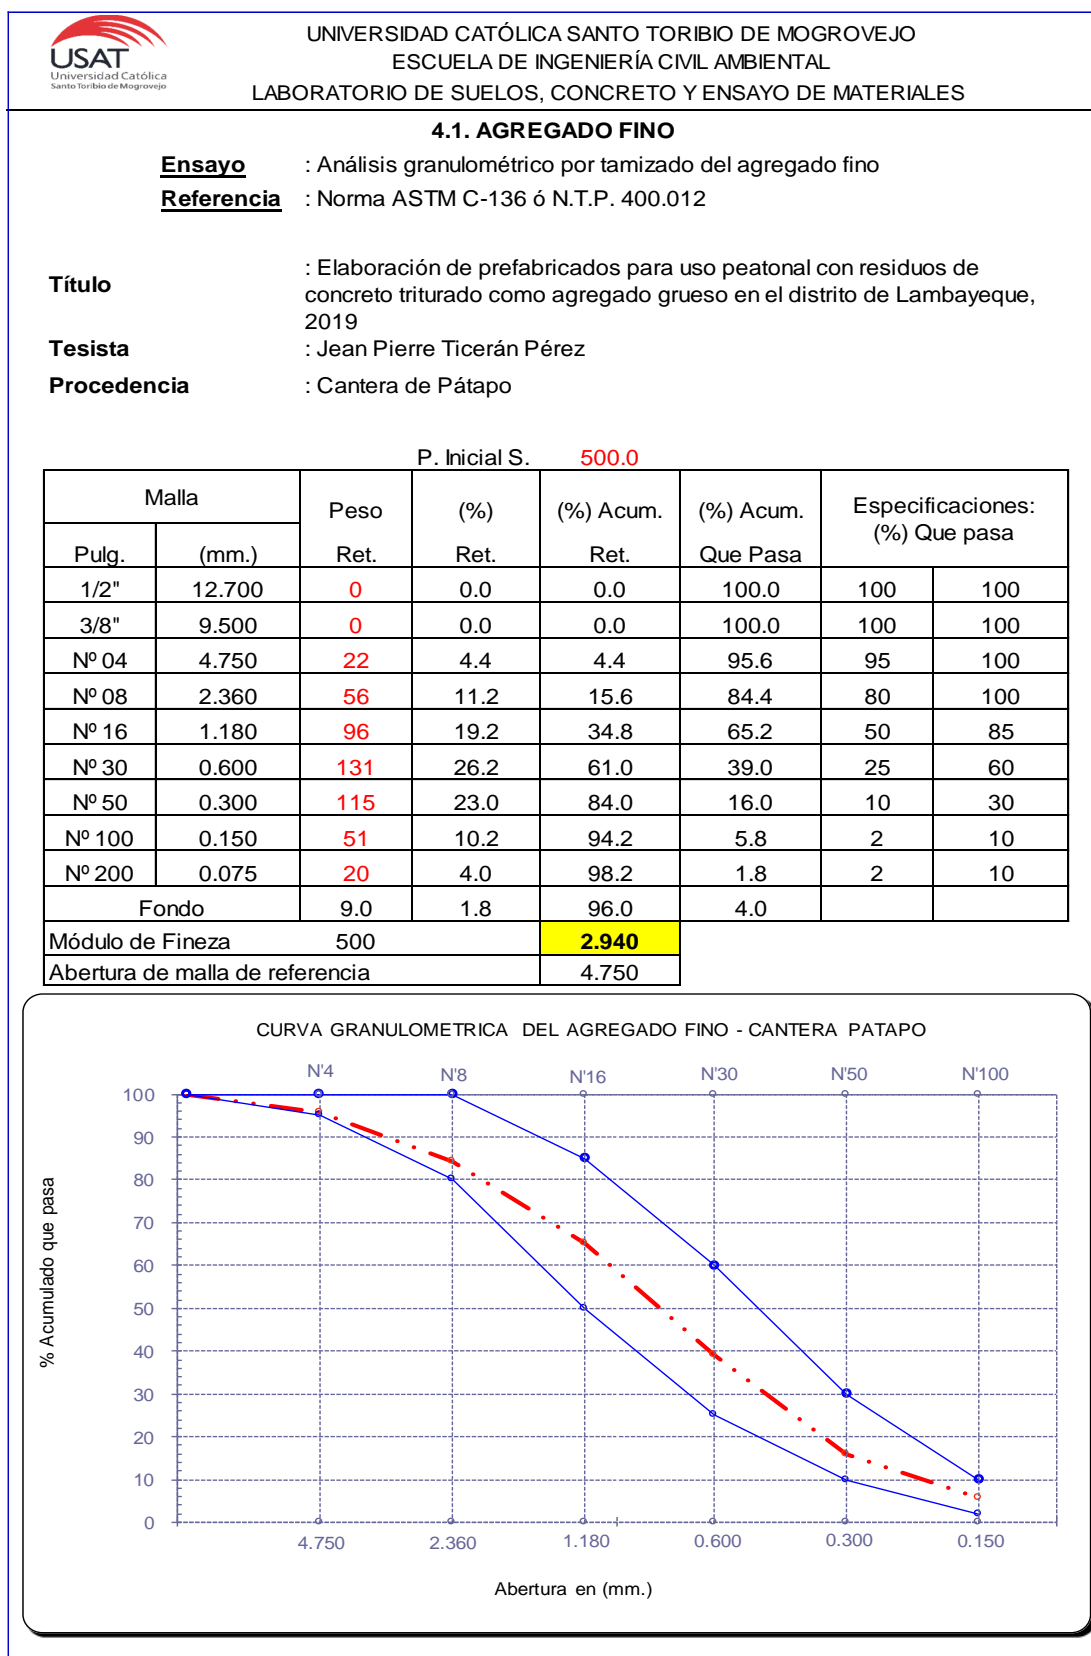 USAT
Universidad Católica
Santo Toribio de Mogrovejo
UNIVERSIDAD CATÓLICA SANTO TORIBIO DE MOGROVEJO
ESCUELA DE INGENIERÍA CIVIL AMBIENTAL
LABORATORIO DE SUELOS, CONCRETO Y ENSAYO DE MATERIALES
4.1. AGREGADO FINO
Ensayo : Análisis granulométrico por tamizado del agregado fino
Referencia : Norma ASTM C-136 ó N.T.P. 400.012
Título : Elaboración de prefabricados para uso peatonal con residuos de
concreto triturado como agregado grueso en el distrito de Lambayeque,
2019
Tesista : Jean Pierre Ticerán Pérez
Procedencia : Cantera de Pátapo
P. Inicial S. 500.0
Malla Peso (%) (%) Acum. (%) Acum. Especificaciones:
(%) Que pasa
Pulg. (mm.) Ret. Ret. Ret. Que Pasa
1/2" 12.700 0 0.0 0.0 100.0 100 100
3/8" 9.500 0 0.0 0.0 100.0 100 100
Nº 04 4.750 22 4.4 4.4 95.6 95 100
Nº 08 2.360 56 11.2 15.6 84.4 80 100
Nº 16 1.180 96 19.2 34.8 65.2 50 85
Nº 30 0.600 131 26.2 61.0 39.0 25 60
Nº 50 0.300 115 23.0 84.0 16.0 10 30
Nº 100 0.150 51 10.2 94.2 5.8 2 10
Nº 200 0.075 20 4.0 98.2 1.8 2 10
Fondo 9.0 1.8 96.0 4.0
Módulo de Fineza 500 2.940
Abertura de malla de referencia 4.750
CURVA GRANULOMETRICA DEL AGREGADO FINO - CANTERA PATAPO
N'4 N'8 N'16 N'30 N'50 N'100
100
90
80
70
60
50
40
30
20
10
0
% Acumulado que pasa
4.750 2.360 1.180 0.600 0.300 0.150
Abertura en (mm.)